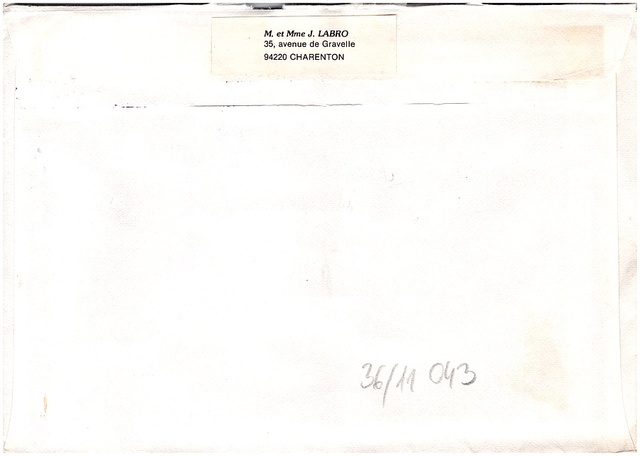 M. et Mme J. LABRO
35, avenue de Gravelle
94220 CHARENTON
36/11 043